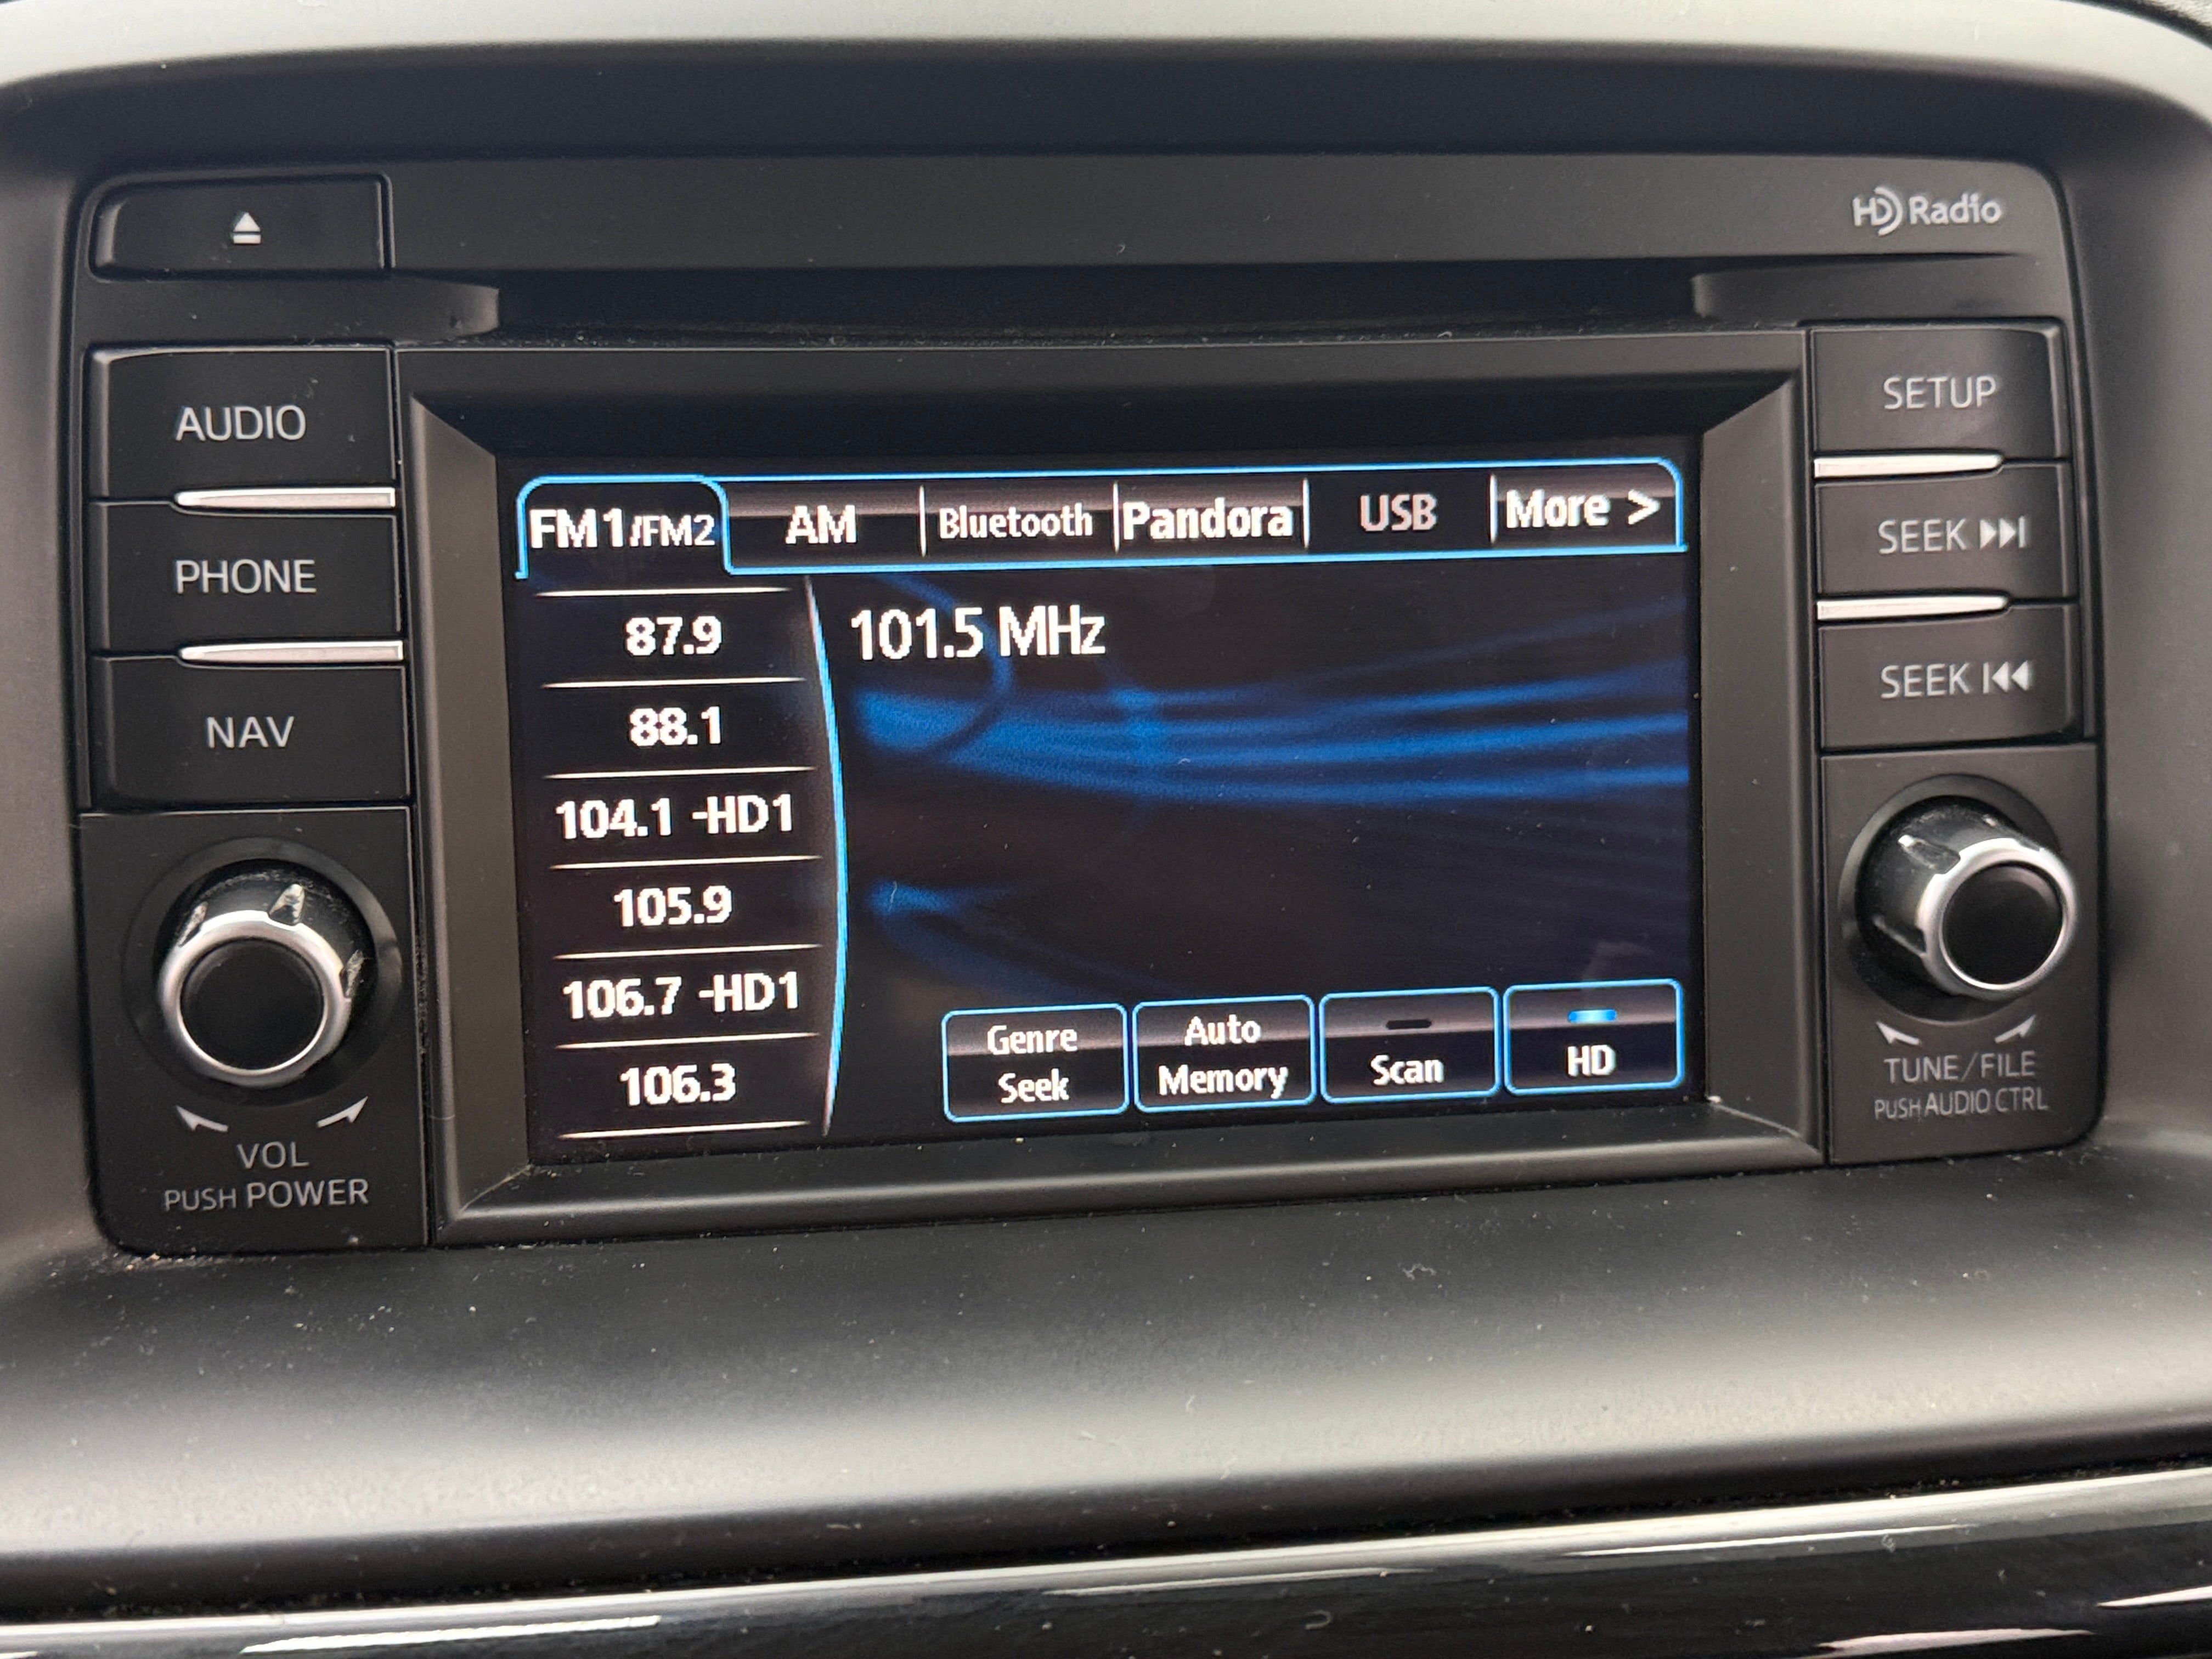 HD Radio
AUDIO
PHONE
NAV
VOL
PUSH POWER
FM1/FM2 AM Bluetooth Pandora USB More >
87.9
88.1
104.1 -HD1
105.9
106.7 -HD1
106.3
101.5 MHz
Genre
Seek
Auto
Memory
Scan
HD
SETUP
SEEK
SEEK
TUNE/FILE
PUSH AUDIO CTRL